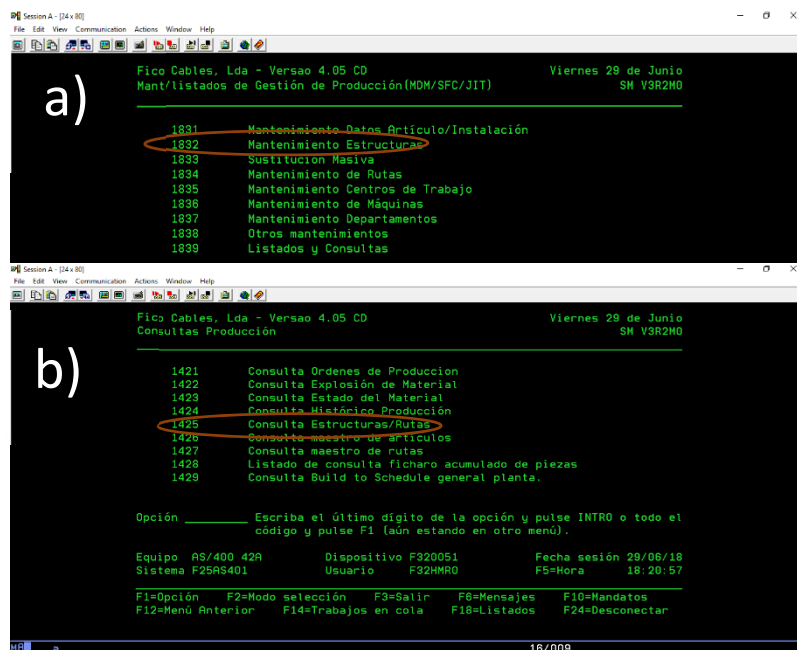 Session A - [24 x 80]
File Edit View Communication Actions Window Help
a)
Fico Cables, Lda - Versao 4.05 CD Viernes 29 de Junio
Mant/listados de Gestión de Producción(MDM/SFC/JIT) SM V3R2M0
1831 Mantenimiento Datos Artículo/Instalación
1832 Mantenimiento Estructuras
1833 Sustitucion Masiva
1834 Mantenimiento de Rutas
1835 Mantenimiento Centros de Trabajo
1836 Mantenimiento de Máquinas
1837 Mantenimiento Departamentos
1838 Otros mantenimientos
1839 Listados y Consultas
Session A - [24 x 80]
File Edit View Communication Actions Window Help
b)
Fico Cables, Lda - Versao 4.05 CD Viernes 29 de Junio
Consultas Producción SM V3R2M0
1421 Consulta Ordenes de Produccion
1422 Consulta Explosión de Material
1423 Consulta Estado del Material
1424 Consulta Histórico Producción
1425 Consulta Estructuras/Rutas
1426 Consulta maestro de artículos
1427 Consulta maestro de rutas
1428 Listado de consulta ficharo acumulado de piezas
1429 Consulta Build to Schedule general planta.
Opción ________ Escriba el último dígito de la opción y pulse INTRO o todo el
código y pulse F1 (aún estando en otro menú).
Equipo AS/400 42A Dispositivo F320051 Fecha sesión 29/06/18
Sistema F25AS401 Usuario F32HMR0 F5=Hora 18:20:57
F1=Opción F2=Modo selección F3=Salir F6=Mensajes F10=Mandatos
F12=Menú Anterior F14=Trabajos en cola F18=Listados F24=Desconectar
MA a 16/009